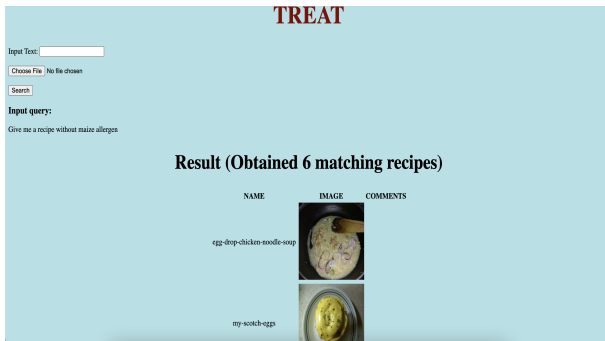 TREAT
Input Text:
Choose File No file chosen
Search
Input query:
Give me a recipe without maize allergen
Result (Obtained 6 matching recipes)
NAME IMAGE COMMENTS
egg-drop-chicken-noodle-soup
my-scotch-eggs